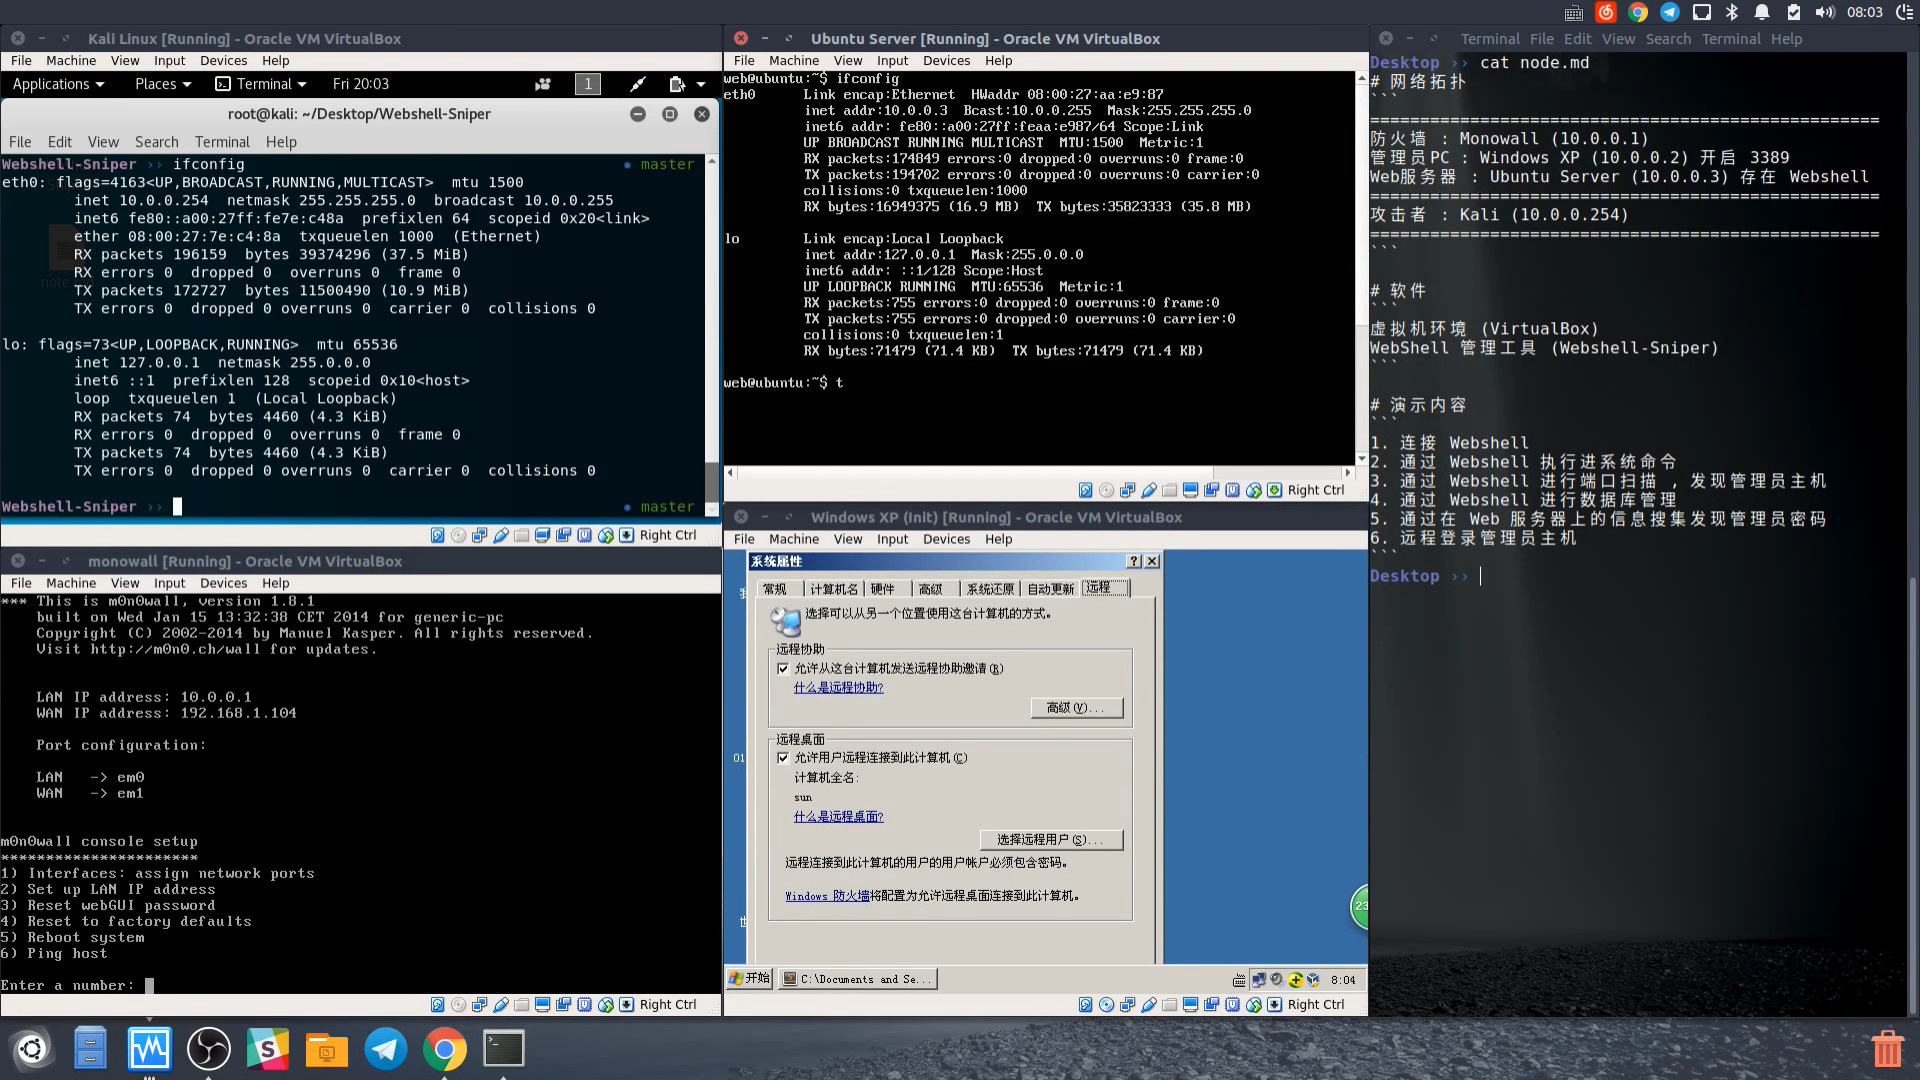 08:03
Kali Linux [Running] - Oracle VM VirtualBox
File Machine View Input Devices Help
Applications Places Terminal Fri 20:03 1
root@kali: ~/Desktop/Webshell-Sniper
File Edit View Search Terminal Help
Webshell-Sniper ›› ifconfig master
eth0: flags=4163<UP,BROADCAST,RUNNING,MULTICAST> mtu 1500
inet 10.0.0.254 netmask 255.255.255.0 broadcast 10.0.0.255
inet6 fe80::a00:27ff:fe7e:c48a prefixlen 64 scopeid 0x20<link>
ether 08:00:27:7e:c4:8a txqueuelen 1000 (Ethernet)
RX packets 196159 bytes 39374296 (37.5 MiB)
RX errors 0 dropped 0 overruns 0 frame 0
TX packets 172727 bytes 11500490 (10.9 MiB)
TX errors 0 dropped 0 overruns 0 carrier 0 collisions 0
lo: flags=73<UP,LOOPBACK,RUNNING> mtu 65536
inet 127.0.0.1 netmask 255.0.0.0
inet6 ::1 prefixlen 128 scopeid 0x10<host>
loop txqueuelen 1 (Local Loopback)
RX packets 74 bytes 4460 (4.3 KiB)
RX errors 0 dropped 0 overruns 0 frame 0
TX packets 74 bytes 4460 (4.3 KiB)
TX errors 0 dropped 0 overruns 0 carrier 0 collisions 0
Webshell-Sniper ›› master
Right Ctrl
monowall [Running] - Oracle VM VirtualBox
File Machine View Input Devices Help
*** This is m0n0wall, version 1.8.1
built on Wed Jan 15 13:32:38 CET 2014 for generic-pc
Copyright (C) 2002-2014 by Manuel Kasper. All rights reserved.
Visit http://m0n0.ch/wall for updates.
LAN IP address: 10.0.0.1
WAN IP address: 192.168.1.104
Port configuration:
LAN -> em0
WAN -> em1
m0n0wall console setup
**********************
1) Interfaces: assign network ports
2) Set up LAN IP address
3) Reset webGUI password
4) Reset to factory defaults
5) Reboot system
6) Ping host
Enter a number:
Right Ctrl
Ubuntu Server [Running] - Oracle VM VirtualBox
File Machine View Input Devices Help
web@ubuntu:~$ ifconfig
eth0 Link encap:Ethernet HWaddr 08:00:27:aa:e9:87
inet addr:10.0.0.3 Bcast:10.0.0.255 Mask:255.255.255.0
inet6 addr: fe80::a00:27ff:feaa:e987/64 Scope:Link
UP BROADCAST RUNNING MULTICAST MTU:1500 Metric:1
RX packets:174849 errors:0 dropped:0 overruns:0 frame:0
TX packets:194702 errors:0 dropped:0 overruns:0 carrier:0
collisions:0 txqueuelen:1000
RX bytes:16949375 (16.9 MB) TX bytes:35823333 (35.8 MB)
lo Link encap:Local Loopback
inet addr:127.0.0.1 Mask:255.0.0.0
inet6 addr: ::1/128 Scope:Host
UP LOOPBACK RUNNING MTU:65536 Metric:1
RX packets:755 errors:0 dropped:0 overruns:0 frame:0
TX packets:755 errors:0 dropped:0 overruns:0 carrier:0
collisions:0 txqueuelen:1
RX bytes:71479 (71.4 KB) TX bytes:71479 (71.4 KB)
web@ubuntu:~$ t
Right Ctrl
Windows XP (Init) [Running] - Oracle VM VirtualBox
File Machine View Input Devices Help
系统属性
常规 计算机名 硬件 高级 系统还原 自动更新 远程
选择可以从另一个位置使用这台计算机的方式。
远程协助
允许从这台计算机发送远程协助邀请(R)
什么是远程协助?
高级(V)...
远程桌面
允许用户远程连接到此计算机(C)
计算机全名:
sun
什么是远程桌面?
选择远程用户(S)...
远程连接到此计算机的用户的用户帐户必须包含密码。
Windows 防火墙将配置为允许远程桌面连接到此计算机。
01
23
开始 C:\Documents and Se... 8:04
Right Ctrl
Terminal File Edit View Search Terminal Help
Desktop ›› cat node.md
# 网络拓扑
```
===================================================
防火墙 : Monowall (10.0.0.1)
管理员PC : Windows XP (10.0.0.2) 开启 3389
Web服务器 : Ubuntu Server (10.0.0.3) 存在 Webshell
===================================================
攻击者 : Kali (10.0.0.254)
===================================================
```
# 软件
```
虚拟机环境 (VirtualBox)
WebShell 管理工具 (Webshell-Sniper)
```
# 演示内容
```
1. 连接 Webshell
2. 通过 Webshell 执行进系统命令
3. 通过 Webshell 进行端口扫描 , 发现管理员主机
4. 通过 Webshell 进行数据库管理
5. 通过在 Web 服务器上的信息搜集发现管理员密码
6. 远程登录管理员主机
```
Desktop ››